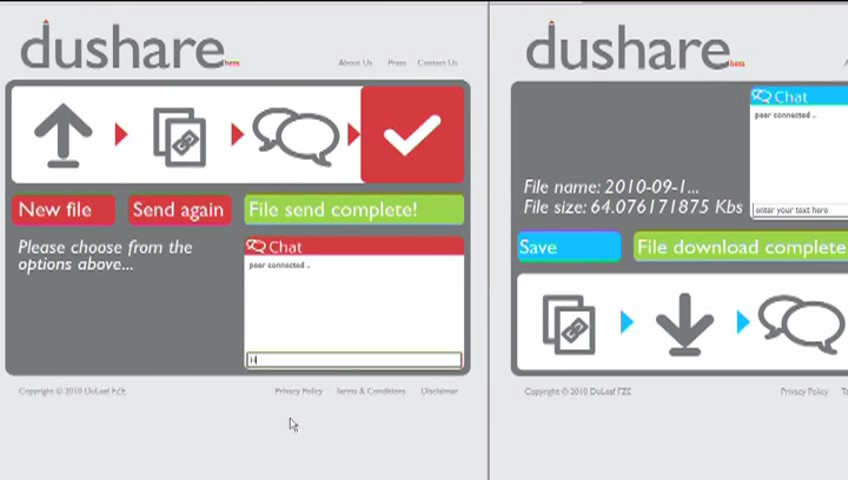 dushare
beta
About Us Press Contact Us
New file
Send again
File send complete!
Please choose from the
options above...
Chat
peer connected ..
H
Copyright © 2010 DuLeaf FZE
Privacy Policy Terms & Conditions Disclaimer
dushare
beta
Chat
peer connected ..
File name: 2010-09-1...
File size: 64.076171875 Kbs
enter your text here
Save
File download complete
Copyright © 2010 DuLeaf FZE
Privacy Policy